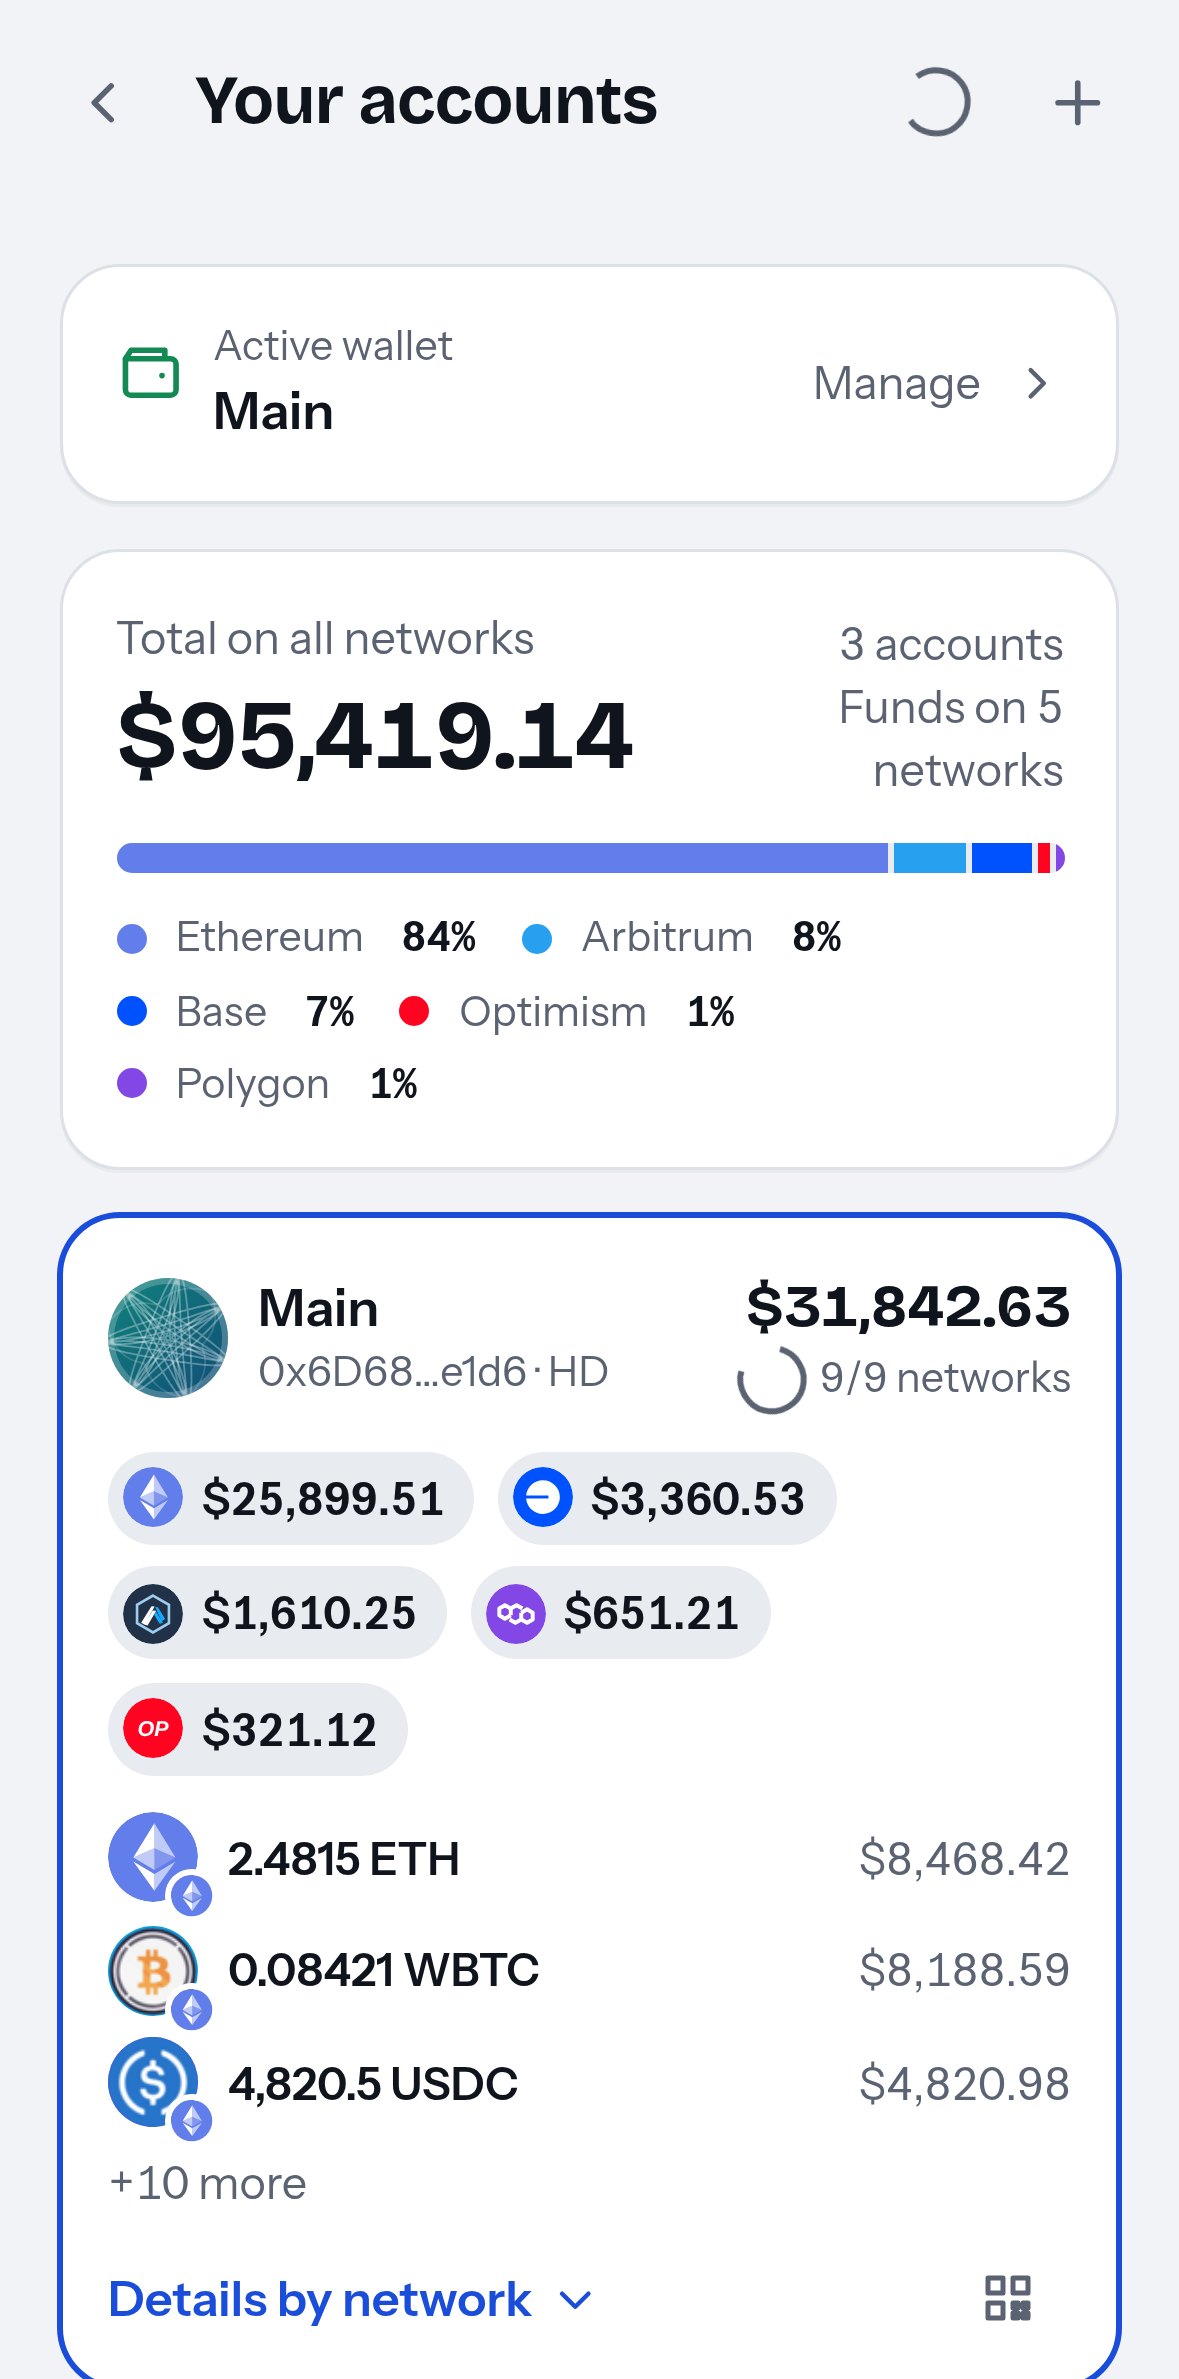 Your accounts
Active wallet
Main
Manage
Total on all networks
$95,419.14
3 accounts
Funds on 5
networks
Ethereum 84% Arbitrum 8%
Base 7% Optimism 1%
Polygon 1%
Main
$31,842.63
0x6D68...e1d6 · HD
9/9 networks
$25,899.51 $3,360.53
$1,610.25 $651.21
OP $321.12
2.4815 ETH $8,468.42
0.08421 WBTC $8,188.59
4,820.5 USDC $4,820.98
+10 more
Details by network